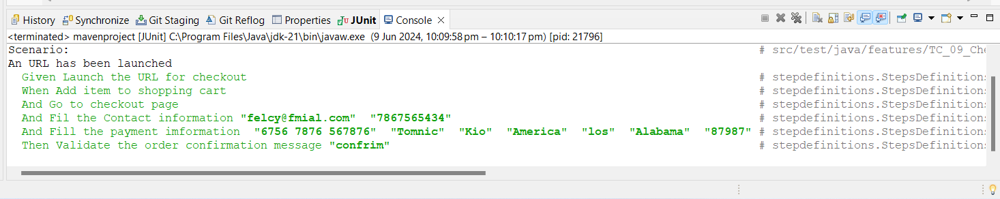 History Synchronize Git Staging Git Reflog Properties JUnit Console
<terminated> mavenproject [JUnit] C:\Program Files\Java\jdk-21\bin\javaw.exe (9 Jun 2024, 10:09:58 pm – 10:10:17 pm) [pid: 21796]
Scenario: # src/test/java/features/TC_09_Che
An URL has been launched
Given Launch the URL for checkout # stepdefinitions.StepsDefinitions
When Add item to shopping cart # stepdefinitions.StepsDefinitions
And Go to checkout page # stepdefinitions.StepsDefinitions
And Fil the Contact information "felcy@fmial.com" "7867565434" # stepdefinitions.StepsDefinitions
And Fill the payment imformation "6756 7876 567876" "Tomnic" "Kio" "America" "los" "Alabama" "87987" # stepdefinitions.StepsDefinitions
Then Validate the order confirmation message "confrim" # stepdefinitions.StepsDefinitions